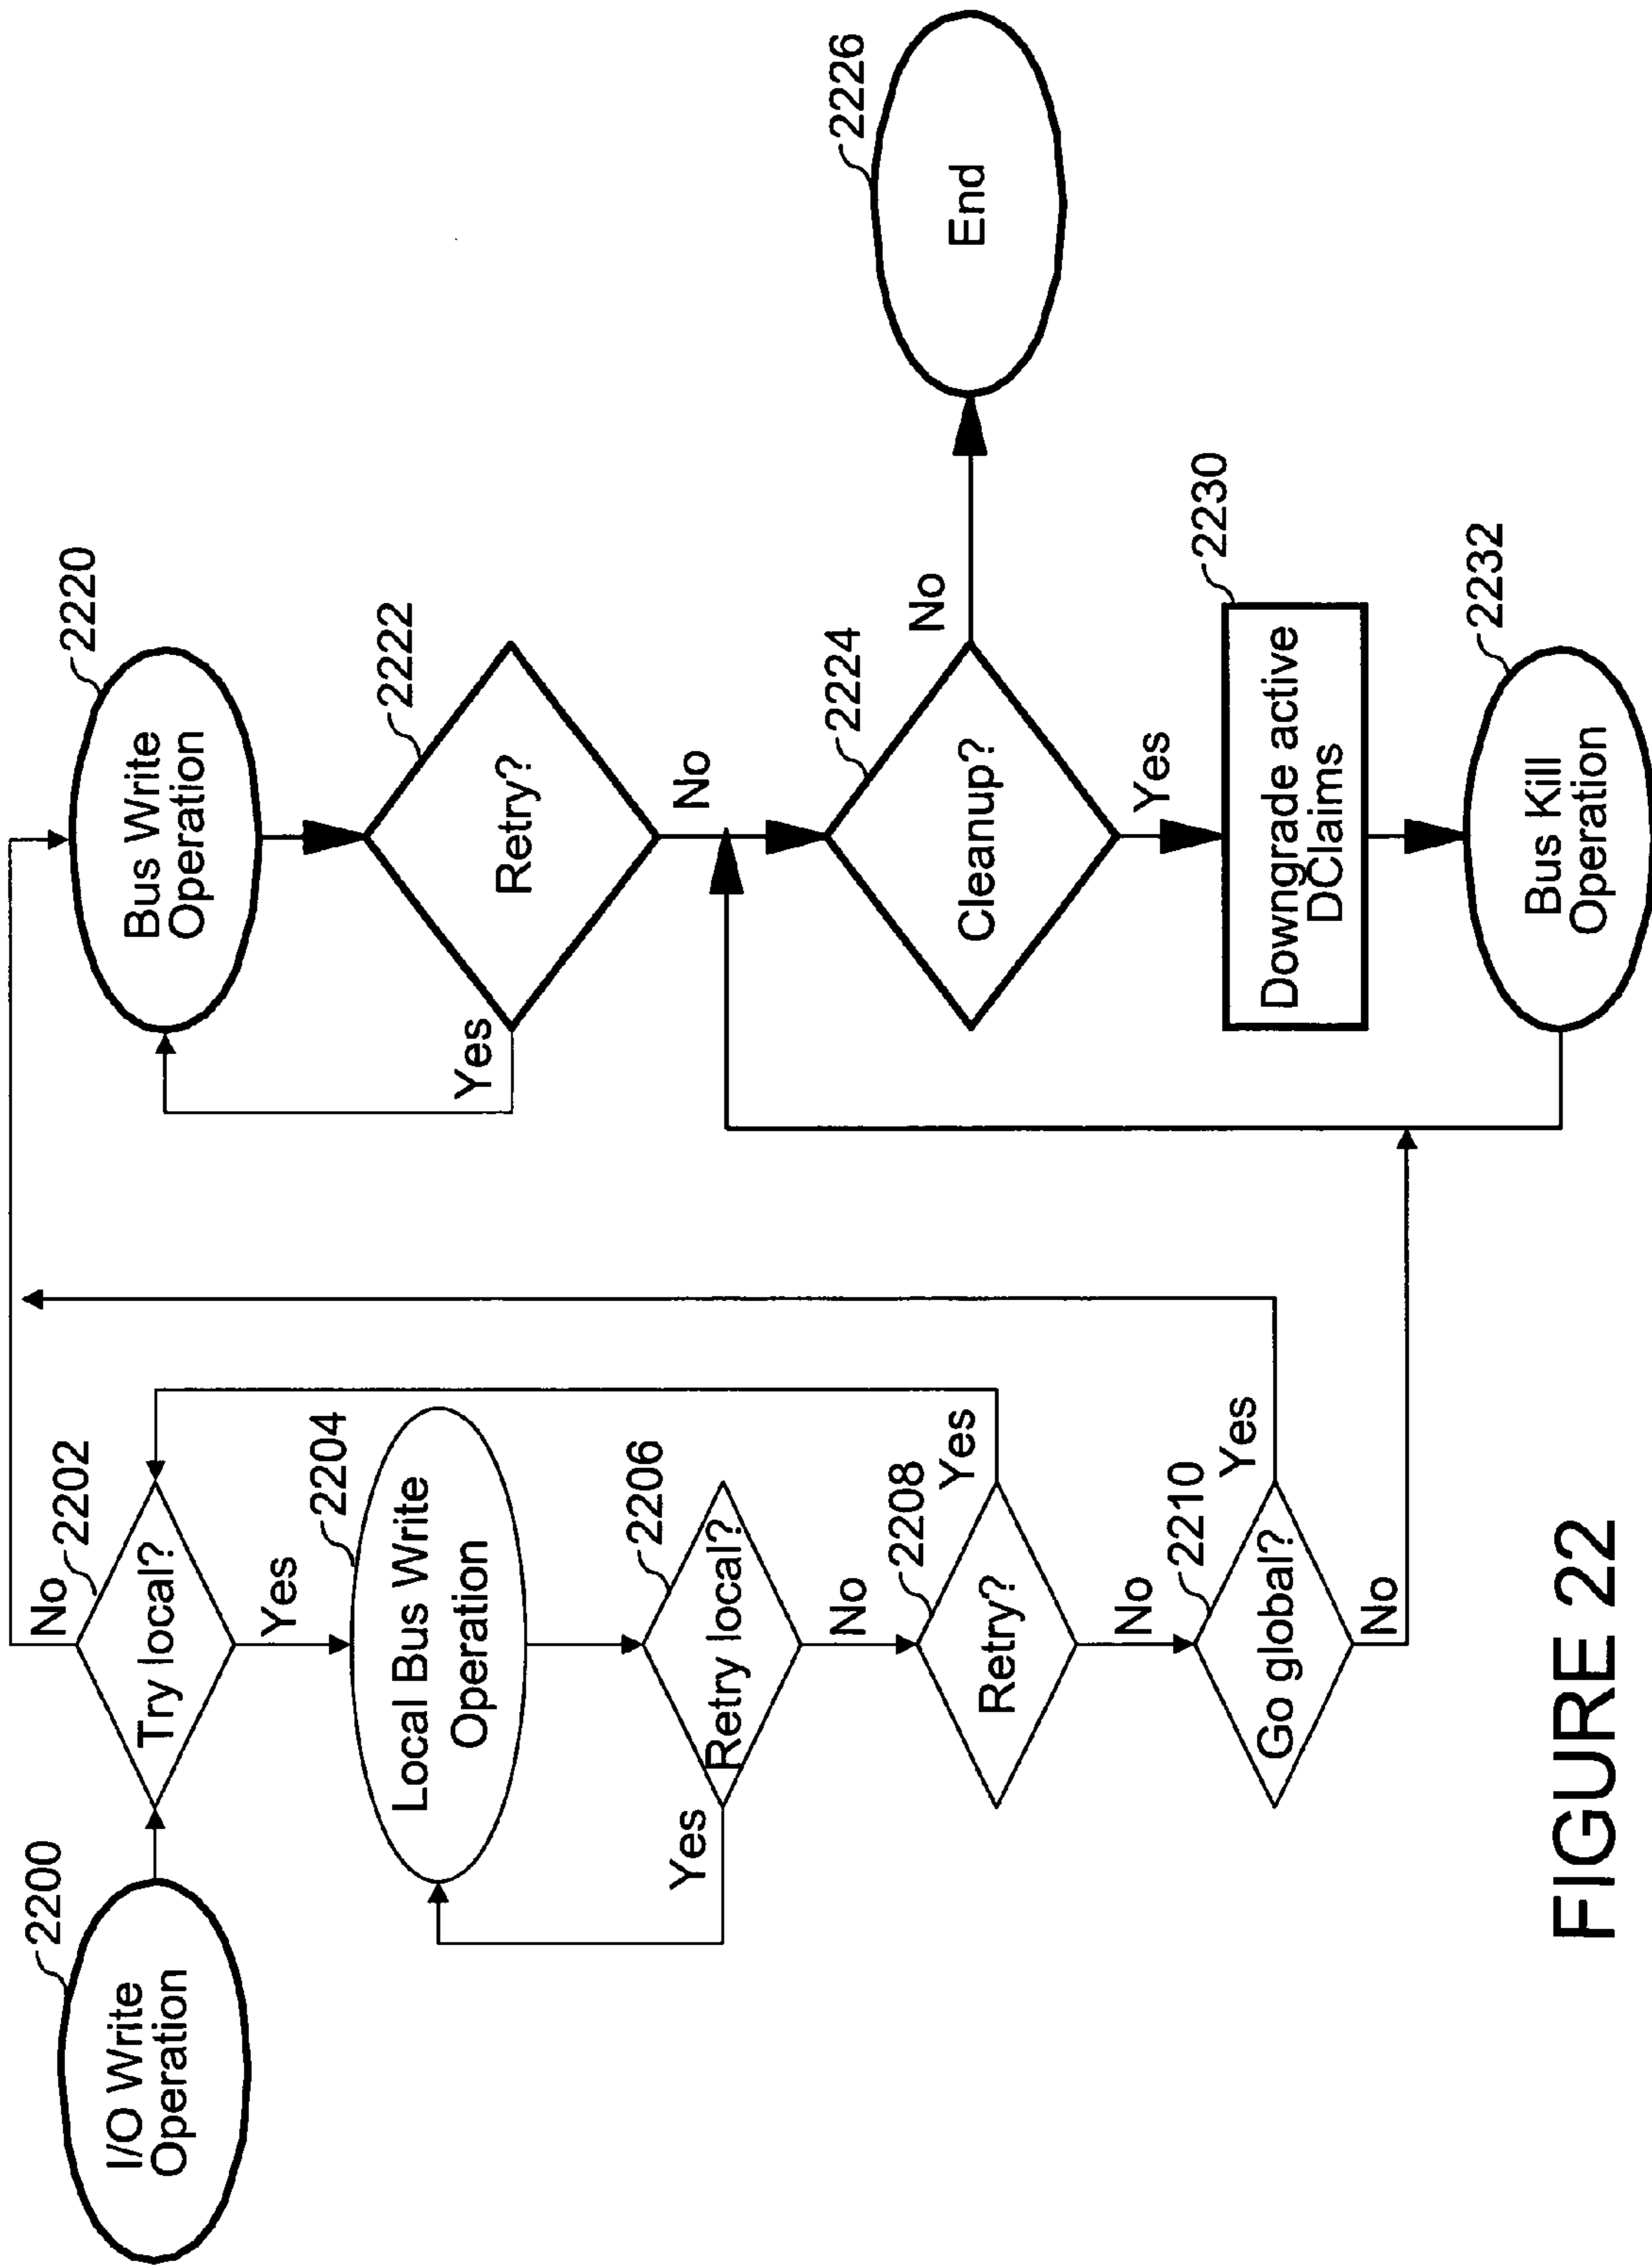 2200
I/O Write
Operation
No
2202
Try local?
Yes
2204
Local Bus Write
Operation
2206
Retry local?
Yes
No
2208
Retry?
Yes
No
2210
Go global?
Yes
No
2220
Bus Write
Operation
2222
Retry?
Yes
No
2224
Cleanup?
No
2226
End
Yes
2230
Downgrade active
DClaims
2232
Bus Kill
Operation
FIGURE 22